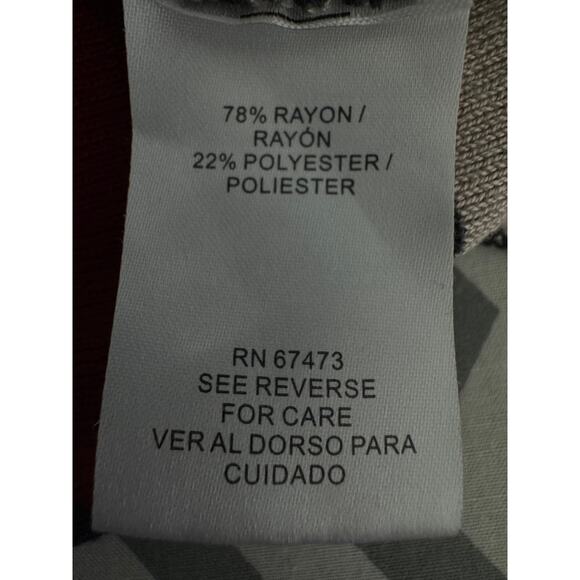 78% RAYON /
RAYÓN
22% POLYESTER /
POLIESTER
RN 67473
SEE REVERSE
FOR CARE
VER AL DORSO PARA
CUIDADO